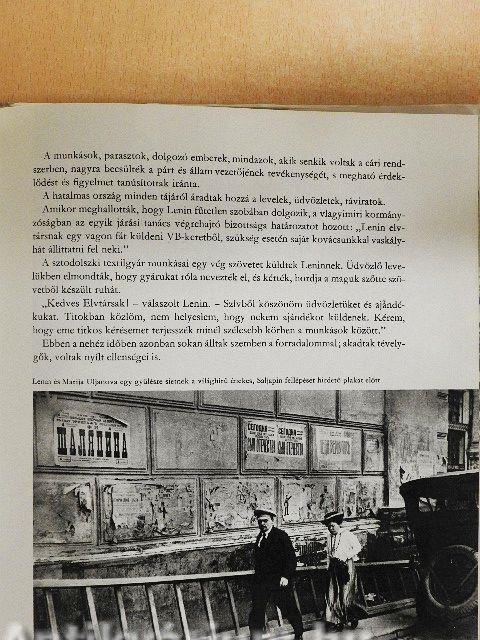 A munkások, parasztok, dolgozó emberek, mindazok, akik senkik voltak a cári rend-
szerben, nagyra becsülték a párt és állam vezetőjének tevékenységét, s megható érdek-
lődést és figyelmet tanúsítottak iránta.
A hatalmas ország minden tájáról áradtak hozzá a levelek, üdvözletek, táviratok.
Amikor meghallották, hogy Lenin fűtetlen szobában dolgozik, a vlagyimiri kormány-
zóságban az egyik járási tanács végrehajtó bizottsága határozatot hozott: „Lenin elv-
társnak egy vagon fát küldeni VB-keretből, szükség esetén saját kovácsunkkal vaskály-
hát állíttatni fel neki.”
A sztodolszki textilgyár munkásai egy vég szövetet küldtek Leninnek. Üdvözlő leve-
lükben elmondták, hogy gyárukat róla nevezték el, és kérték, hordja a maguk szőtte szö-
vetből készült ruhát.
„Kedves Elvtársak! – válaszolt Lenin. – Szívből köszönöm üdvözletüket és ajándé-
kukat. Titokban közlöm, nem helyeslem, hogy nekem ajándékot küldenek. Kérem,
hogy eme titkos kérésemet terjesszék minél szélesebb körben a munkások között.”
Ebben a nehéz időben azonban sokan álltak szemben a forradalommal; akadtak tévely-
gők, voltak nyílt ellenségei is.
Lenin és Marija Uljanova egy gyűlésre sietnek a világhírű énekes, Saljapin fellépését hirdető plakát előtt
СЕГОДНЯ
СЕГОДНЯ